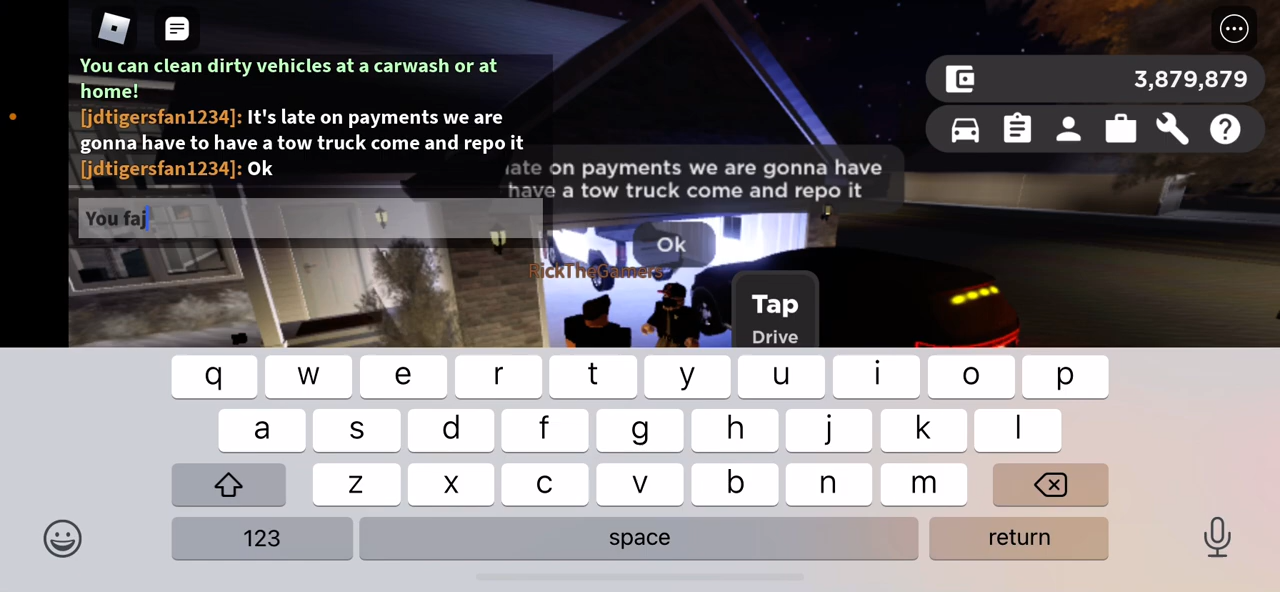 You can clean dirty vehicles at a carwash or at
home!
[jdtigersfan1234]: It's late on payments we are
gonna have to have a tow truck come and repo it
[jdtigersfan1234]: Ok
You faj
3,879,879
late on payments we are gonna have
have a tow truck come and repo it
Ok
RickTheGamers
Tap
Drive
q w e r t y u i o p
a s d f g h j k l
z x c v b n m
123 space return